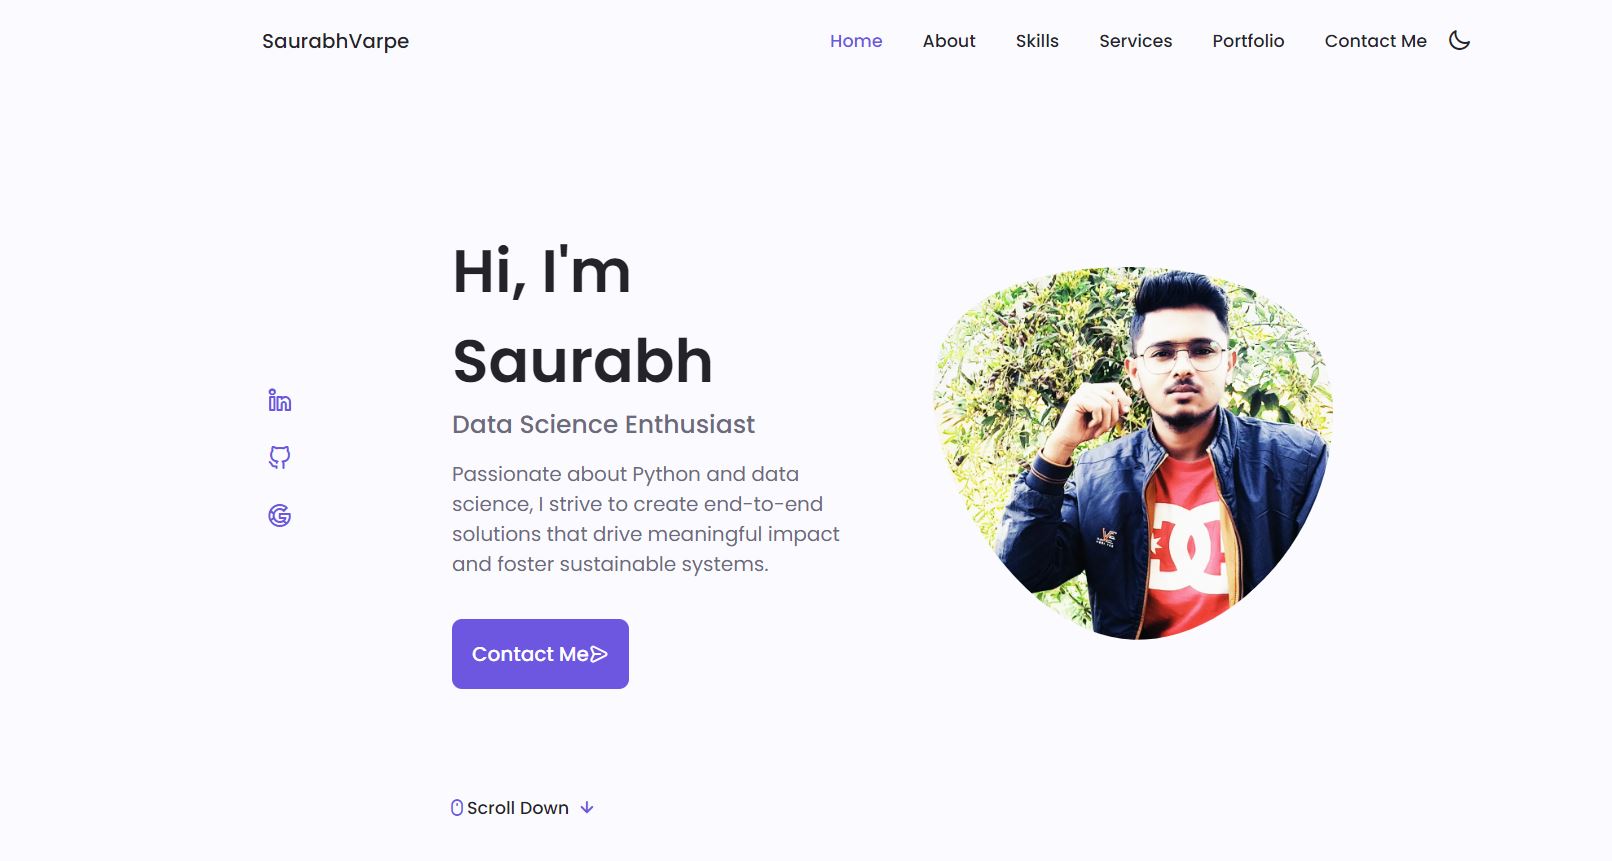 SaurabhVarpe
Home About Skills Services Portfolio Contact Me
Hi, I'm
Saurabh
Data Science Enthusiast
Passionate about Python and data
science, I strive to create end-to-end
solutions that drive meaningful impact
and foster sustainable systems.
Contact Me
Scroll Down